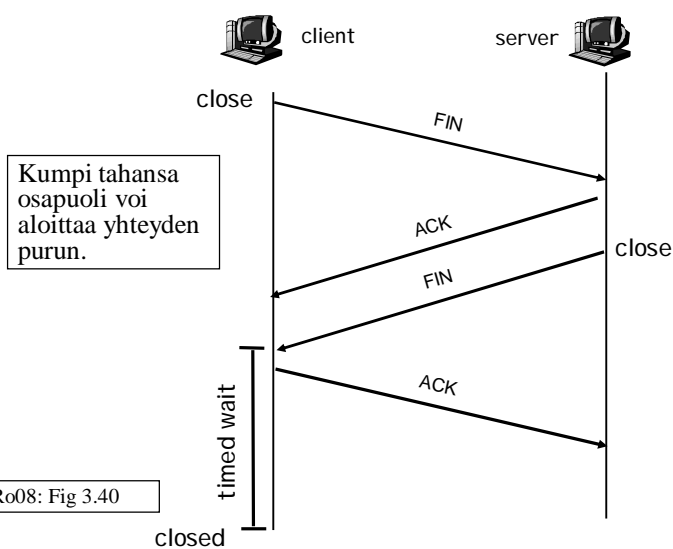 client
server
close
FIN
Kumpi tahansa
osapuoli voi
aloittaa yhteyden
purun.
ACK
close
FIN
ACK
timed wait
Ro08: Fig 3.40
closed